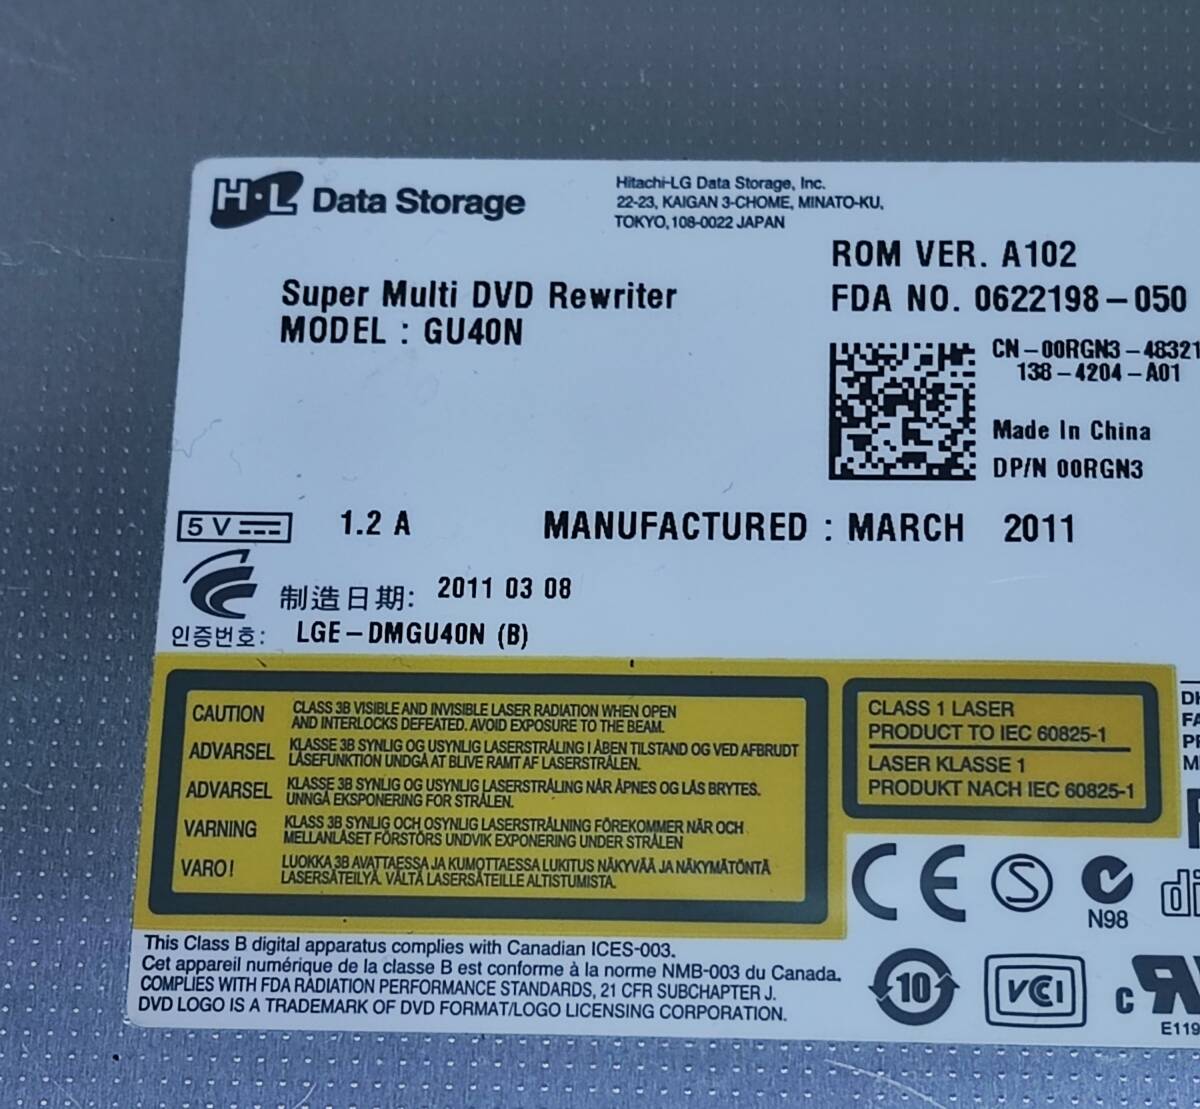 H·L Data Storage
Hitachi-LG Data Storage, Inc.
22-23, KAIGAN 3-CHOME, MINATO-KU,
TOKYO, 108-0022 JAPAN
ROM VER. A102
FDA NO. 0622198-050
Super Multi DVD Rewriter
MODEL : GU40N
CN-00RGN3-48321
138-4204-A01
Made In China
DP/N 00RGN3
5 V
1.2 A
MANUFACTURED : MARCH 2011
制造日期: 2011 03 08
인증번호: LGE-DMGU40N (B)
CAUTION CLASS 3B VISIBLE AND INVISIBLE LASER RADIATION WHEN OPEN
AND INTERLOCKS DEFEATED. AVOID EXPOSURE TO THE BEAM.
ADVARSEL KLASSE 3B SYNLIG OG USYNLIG LASERSTRÅLING I ÅBEN TILSTAND OG VED AFBRUDT
LÅSEFUNKTION UNDGÅ AT BLIVE RAMT AF LASERSTRÅLEN.
ADVARSEL KLASSE 3B SYNLIG OG USYNLIG LASERSTRÅLING NÅR ÅPNES OG LÅS BRYTES.
UNNGÅ EKSPONERING FOR STRÅLEN.
VARNING KLASS 3B SYNLIG OCH OSYNLIG LASERSTRÅLNING FÖREKOMMER NÄR OCH
MELLANLÅSET FÖRSTÖRS UNDVIK EXPONERING UNDER STRÅLEN
VARO! LUOKKA 3B AVATTAESSA JA KUMOTTAESSA LUKITUS NÄKYVÄÄ JA NÄKYMÄTÖNTÄ
LASERSÄTEILYÄ. VÄLTÄ LASERSÄTEILLE ALTISTUMISTA.
CLASS 1 LASER
PRODUCT TO IEC 60825-1
LASER KLASSE 1
PRODUKT NACH IEC 60825-1
CE S N98
This Class B digital apparatus complies with Canadian ICES-003.
Cet appareil numérique de la classe B est conforme à la norme NMB-003 du Canada.
COMPLIES WITH FDA RADIATION PERFORMANCE STANDARDS, 21 CFR SUBCHAPTER J.
DVD LOGO IS A TRADEMARK OF DVD FORMAT/LOGO LICENSING CORPORATION.
10 VCI c
E119